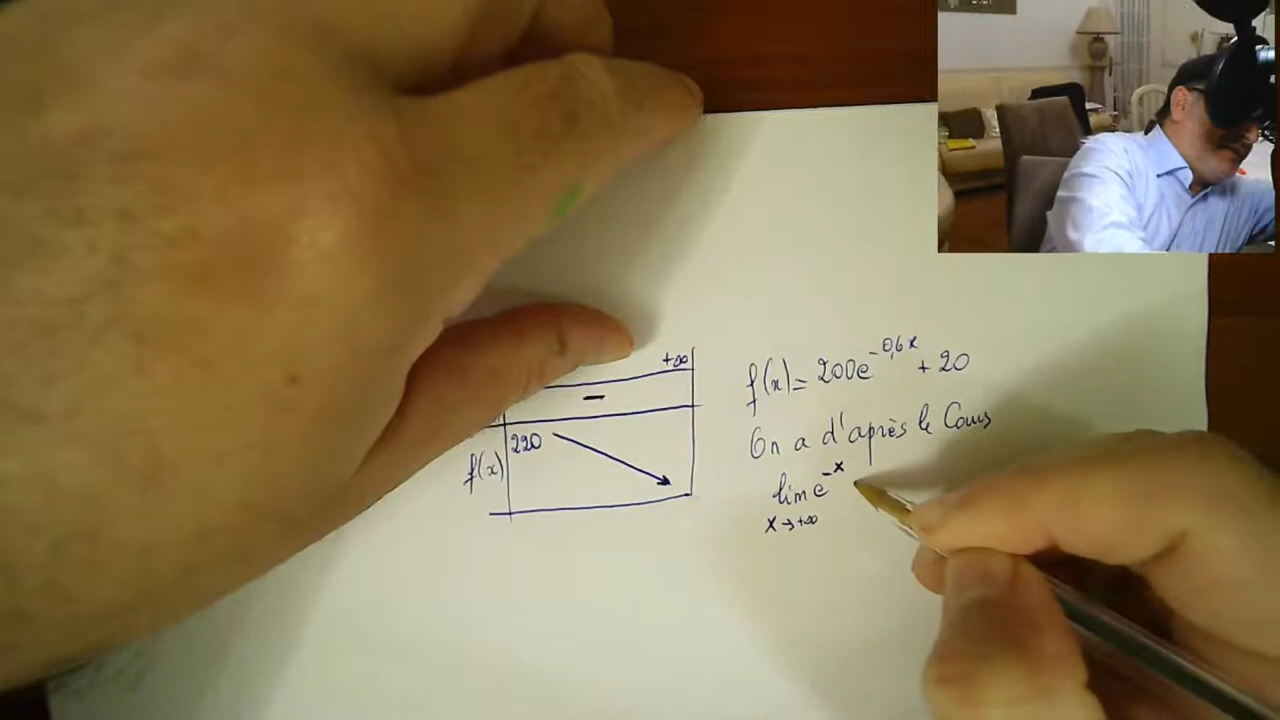 +∞
-
f(x)
220
f(x) = 200e^-0,6x + 20
On a d'après le Cours
lim e^-x
x → +∞